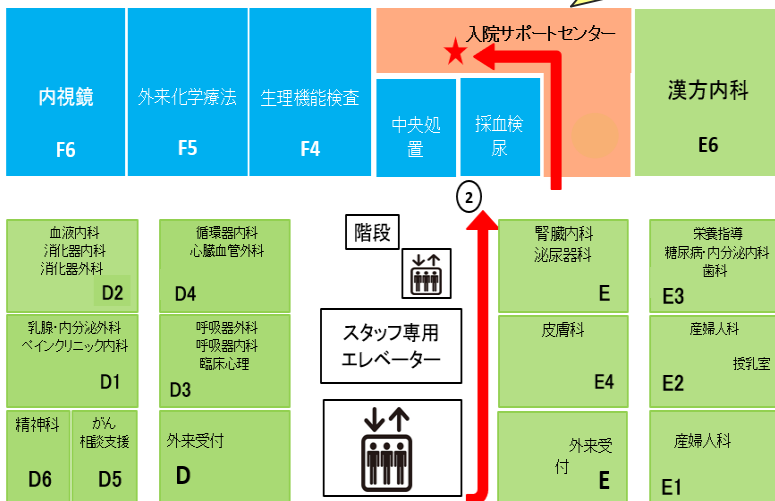 入院サポートセンター
内視鏡
F6
外来化学療法
F5
生理機能検査
F4
中央処
置
採血検
尿
漢方内科
E6
2
血液内科
消化器内科
消化器外科
D2
循環器内科
心臓血管外科
D4
階段
腎臓内科
泌尿器科
E
栄養指導
糖尿病・内分泌内科
歯科
E3
乳腺・内分泌外科
ペインクリニック内科
D1
呼吸器外科
呼吸器内科
臨床心理
D3
スタッフ専用
エレベーター
皮膚科
E4
産婦人科
授乳室
E2
精神科
D6
がん
相談支援
D5
外来受付
D
外来受
付
E
産婦人科
E1